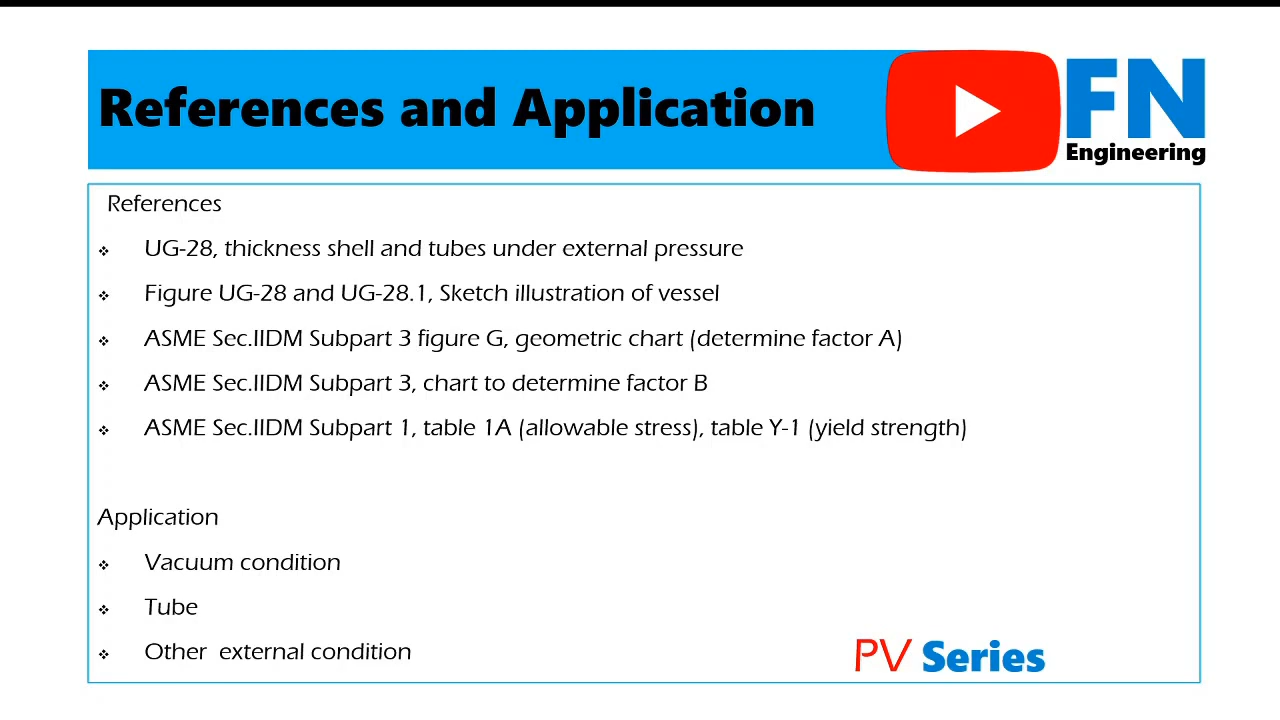 References and Application
FN
Engineering
References
❖ UG-28, thickness shell and tubes under external pressure
❖ Figure UG-28 and UG-28.1, Sketch illustration of vessel
❖ ASME Sec.IIDM Subpart 3 figure G, geometric chart (determine factor A)
❖ ASME Sec.IIDM Subpart 3, chart to determine factor B
❖ ASME Sec.IIDM Subpart 1, table 1A (allowable stress), table Y-1 (yield strength)
Application
❖ Vacuum condition
❖ Tube
❖ Other external condition
PV Series